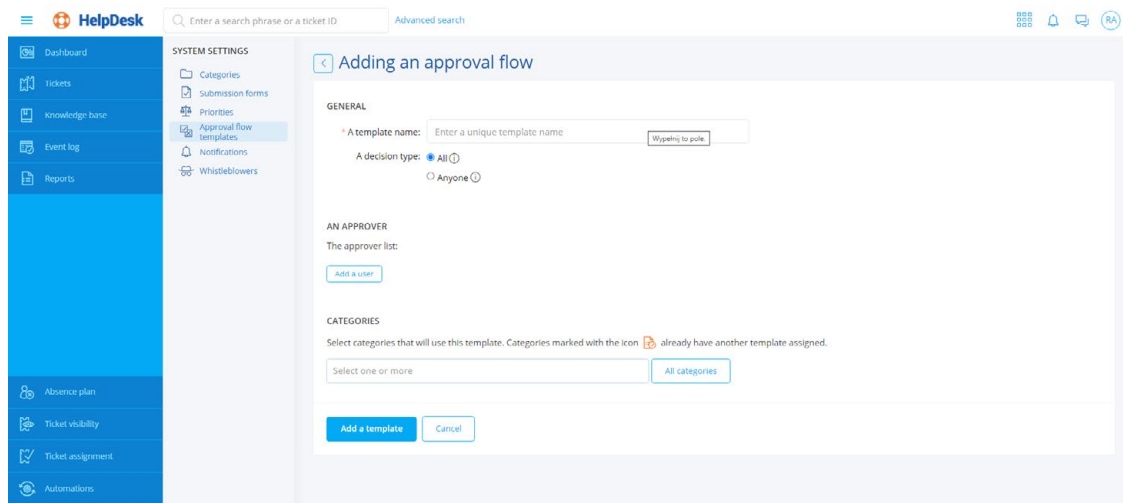 HelpDesk
Enter a search phrase or a ticket ID
Advanced search
RA
Dashboard
Tickets
Knowledge base
Event log
Reports
Absence plan
Ticket visibility
Ticket assignment
Automations
SYSTEM SETTINGS
Categories
Submission forms
Priorities
Approval flow
templates
Notifications
Whistleblowers
Adding an approval flow
GENERAL
* A template name:
Enter a unique template name
Wypełnij to pole.
A decision type:
All
Anyone
AN APPROVER
The approver list:
Add a user
CATEGORIES
Select categories that will use this template. Categories marked with the icon already have another template assigned.
Select one or more
All categories
Add a template
Cancel